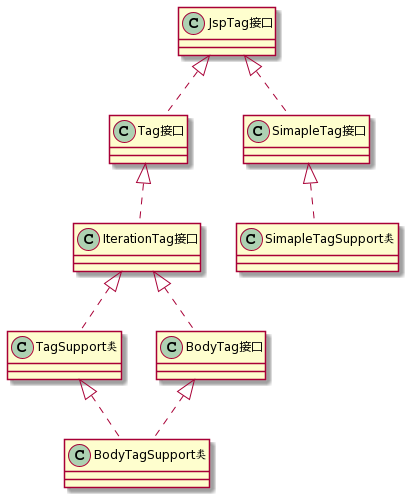 C JspTag接口
C Tag接口
C SimapleTag接口
C IterationTag接口
C SimapleTagSupport类
C TagSupport类
C BodyTag接口
C BodyTagSupport类